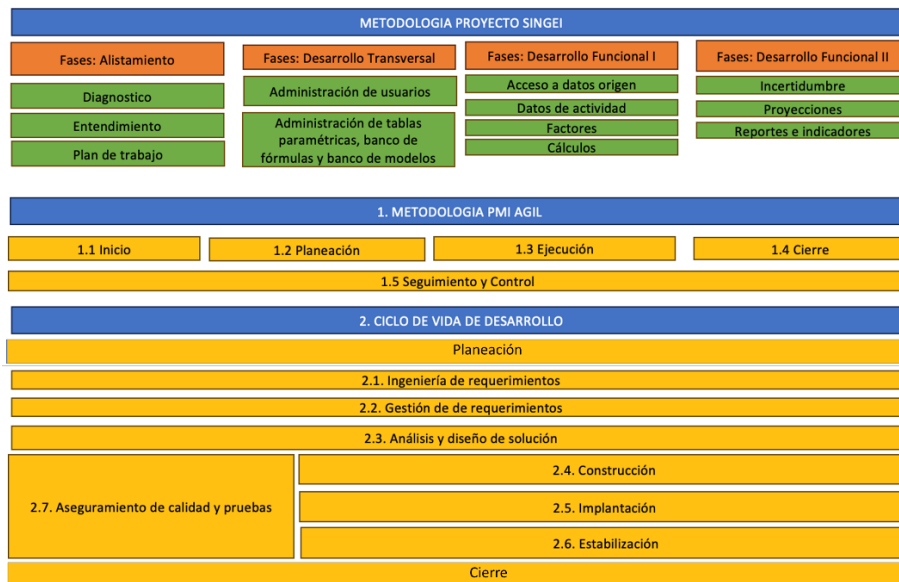 METODOLOGIA PROYECTO SINGEI
Fases: Alistamiento
Diagnostico
Entendimiento
Plan de trabajo
Fases: Desarrollo Transversal
Administración de usuarios
Administración de tablas
paramétricas, banco de
fórmulas y banco de modelos
Fases: Desarrollo Funcional I
Acceso a datos origen
Datos de actividad
Factores
Cálculos
Fases: Desarrollo Funcional II
Incertidumbre
Proyecciones
Reportes e indicadores
1. METODOLOGIA PMI AGIL
1.1 Inicio
1.2 Planeación
1.3 Ejecución
1.4 Cierre
1.5 Seguimiento y Control
2. CICLO DE VIDA DE DESARROLLO
Planeación
2.1. Ingeniería de requerimientos
2.2. Gestión de de requerimientos
2.3. Análisis y diseño de solución
2.7. Aseguramiento de calidad y pruebas
2.4. Construcción
2.5. Implantación
2.6. Estabilización
Cierre